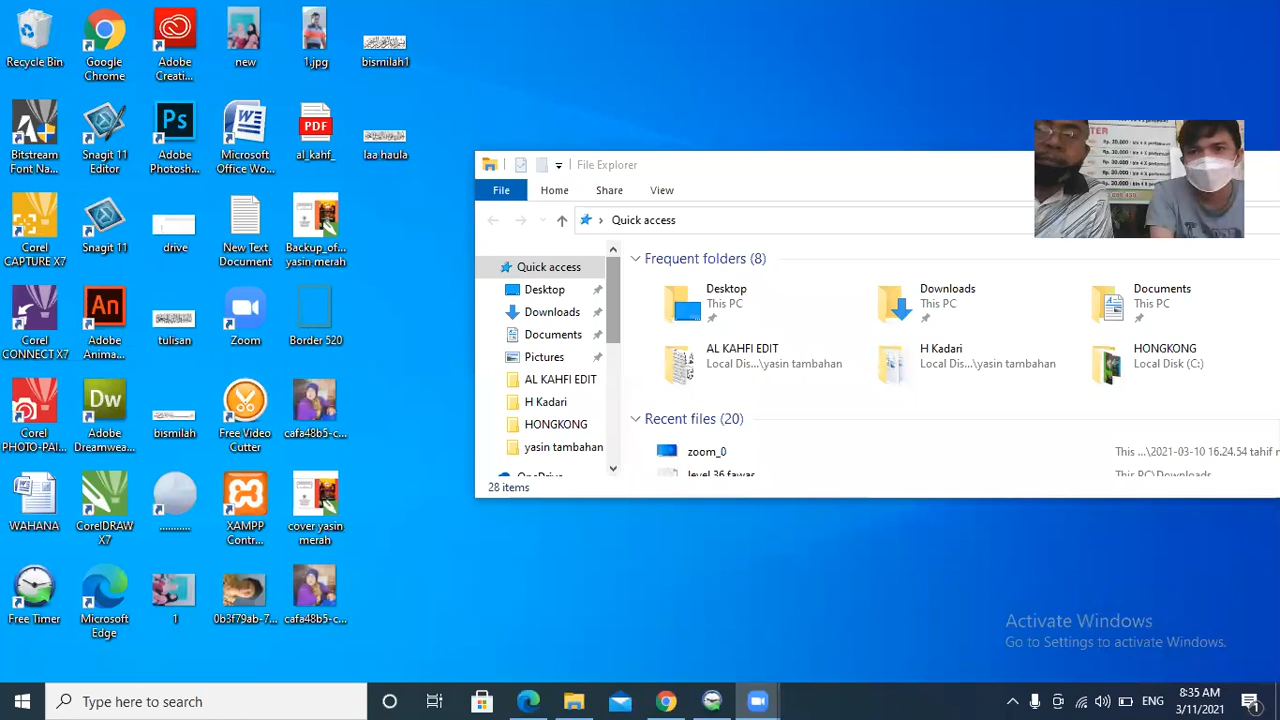 Recycle Bin
Google Chrome
Adobe Creati...
new
1.jpg
bismilah1
Bitstream Font Na...
Snagit 11 Editor
Adobe Photosh...
Microsoft Office Wo...
PDF
al_kahf_
laa haula
Corel CAPTURE X7
Snagit 11
drive
New Text Document
Backup_of... yasin merah
Corel CONNECT X7
Adobe Anima...
tulisan
Zoom
Border 520
Corel PHOTO-PAI...
Adobe Dreamwea...
bismilah
Free Video Cutter
cafa48b5-c...
WAHANA
CorelDRAW X7
...........
XAMPP Contr...
cover yasin merah
Free Timer
Microsoft Edge
1
0b3f79ab-7...
cafa48b5-c...
File Explorer
File
Home
Share
View
Quick access
Quick access
Desktop
Downloads
Documents
Pictures
AL KAHFI EDIT
H Kadari
HONGKONG
yasin tambahan
OneDrive
Frequent folders (8)
Desktop
This PC
Downloads
This PC
Documents
This PC
AL KAHFI EDIT
Local Dis...\yasin tambahan
H Kadari
Local Dis...\yasin tambahan
HONGKONG
Local Disk (C:)
Recent files (20)
zoom_0
This ...\2021-03-10 16.24.54 tahif
level 36 fawas
This PC\Downloads
28 items
Activate Windows
Go to Settings to activate Windows.
Type here to search
ENG
8:35 AM
3/11/2021